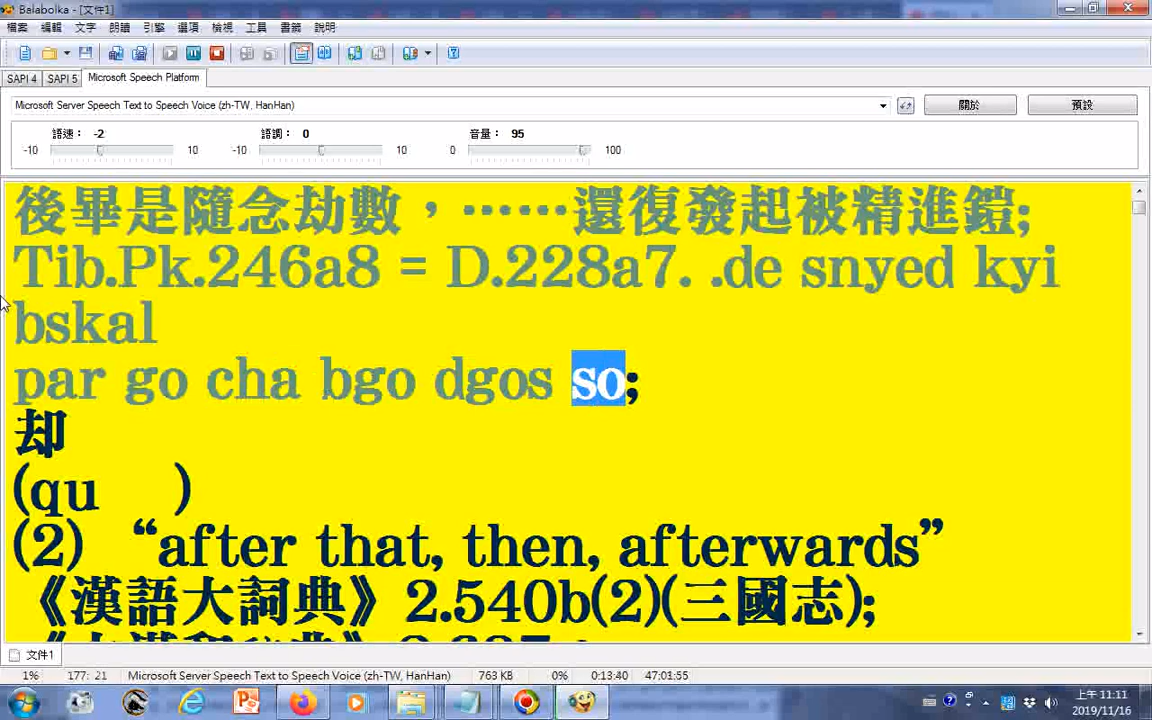 Balabolka - [文件1]
檔案 編輯 文字 朗讀 引擎 選項 檢視 工具 書籤 說明
SAPI 4 SAPI 5 Microsoft Speech Platform
Microsoft Server Speech Text to Speech Voice (zh-TW, HanHan) 關於 預設
語速： -2 語調： 0 音量： 95
-10 10 -10 10 0 100
後畢是隨念劫數，⋯⋯還復發起被精進鎧;
Tib.Pk.246a8 = D.228a7. .de snyed kyi
bskal
par go cha bgo dgos so;
却
(qu )
(2) “after that, then, afterwards”
《漢語大詞典》2.540b(2)(三國志);
文件1
1% 177: 21 Microsoft Server Speech Text to Speech Voice (zh-TW, HanHan) 763 KB 0% 0:13:40 47:01:55
上午 11:11
2019/11/16